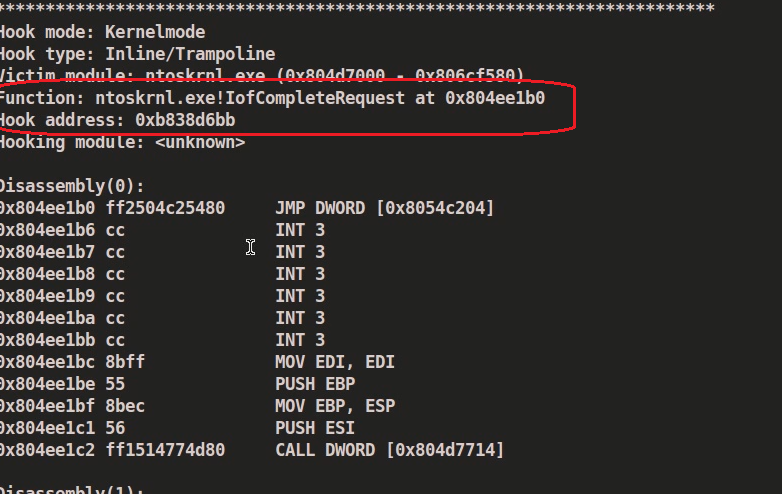 ************************************************************************
Hook mode: Kernelmode
Hook type: Inline/Trampoline
Victim module: ntoskrnl.exe (0x804d7000 - 0x806cf580)
Function: ntoskrnl.exe!IofCompleteRequest at 0x804ee1b0
Hook address: 0xb838d6bb
Hooking module: <unknown>
Disassembly(0):
0x804ee1b0 ff2504c25480     JMP DWORD [0x8054c204]
0x804ee1b6 cc               INT 3
0x804ee1b7 cc               INT 3
0x804ee1b8 cc               INT 3
0x804ee1b9 cc               INT 3
0x804ee1ba cc               INT 3
0x804ee1bb cc               INT 3
0x804ee1bc 8bff             MOV EDI, EDI
0x804ee1be 55               PUSH EBP
0x804ee1bf 8bec             MOV EBP, ESP
0x804ee1c1 56               PUSH ESI
0x804ee1c2 ff1514774d80     CALL DWORD [0x804d7714]
Disassembly(1):